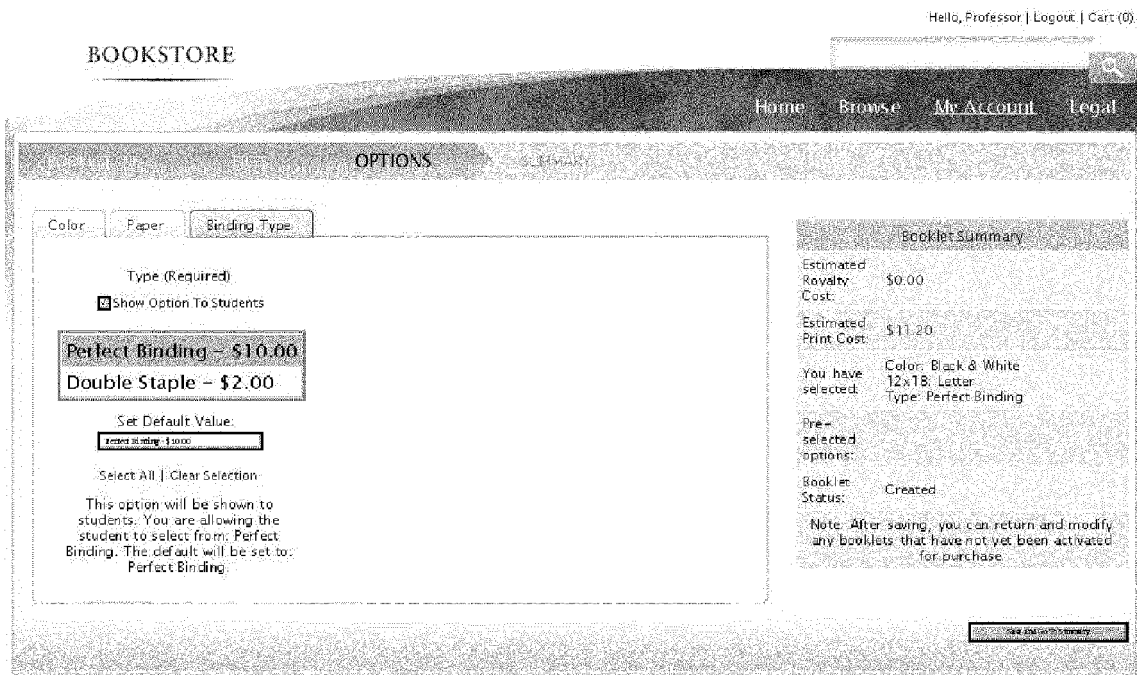 Hello, Professor | Logout | Cart (0)
BOOKSTORE
Home Browse My Account Legal
OPTIONS SUMMARY
Color Paper Binding Type
Type (Required)
Show Option To Students
Perfect Binding – $10.00
Double Staple – $2.00
Set Default Value:
Perfect Binding - $10.00
Select All | Clear Selection
This option will be shown to
students. You are allowing the
student to select from: Perfect
Binding. The default will be set to:
Perfect Binding.
Booklet Summary
Estimated
Royalty
Cost:
$0.00
Estimated
Print Cost:
$11.20
You have
selected:
Color: Black & White
12x18: Letter
Type: Perfect Binding
Pre-
selected
options:
Booklet
Status:
Created
Note: After saving, you can return and modify
any booklets that have not yet been activated
for purchase